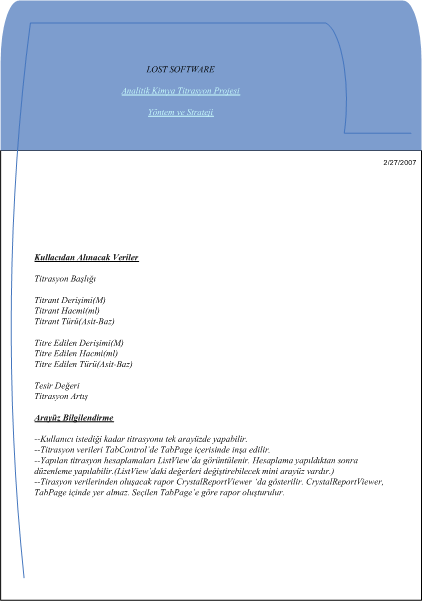 LOST SOFTWARE
Analitik Kimya Titrasyon Projesi
Yöntem ve Strateji
2/27/2007
Kullacıdan Alınacak Veriler
Titrasyon Başlığı
Titrant Derişimi(M)
Titrant Hacmi(ml)
Titrant Türü(Asit-Baz)
Titre Edilen Derişimi(M)
Titre Edilen Hacmi(ml)
Titre Edilen Türü(Asit-Baz)
Tesir Değeri
Titrasyon Artış
Arayüz Bilgilendirme
--Kullanıcı istediği kadar titrasyonu tek arayüzde yapabilir.
--Titrasyon verileri TabControl`de TabPage içerisinde inşa edilir.
--Yapılan titrasyon hesaplamaları ListView`da görüntülenir. Hesaplama yapıldıktan sonra
düzenleme yapılabilir.(ListView`daki değerleri değiştirebilecek mini arayüz vardır.)
--Tirasyon verilerinden oluşacak rapor CrystalReportViewer `da gösterilir. CrystalReportViewer,
TabPage içinde yer almaz. Seçilen TabPage`e göre rapor oluşturulur.